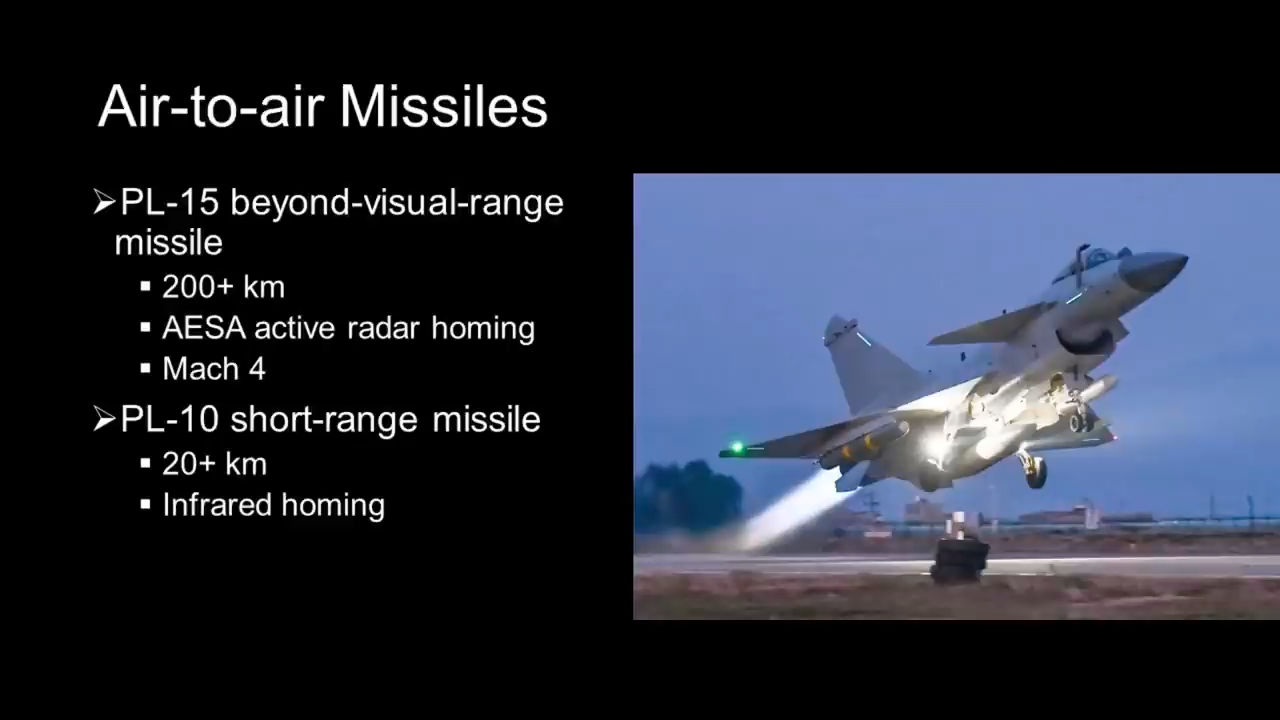 Air-to-air Missiles
➢PL-15 beyond-visual-range
missile
▪ 200+ km
▪ AESA active radar homing
▪ Mach 4
➢PL-10 short-range missile
▪ 20+ km
▪ Infrared homing